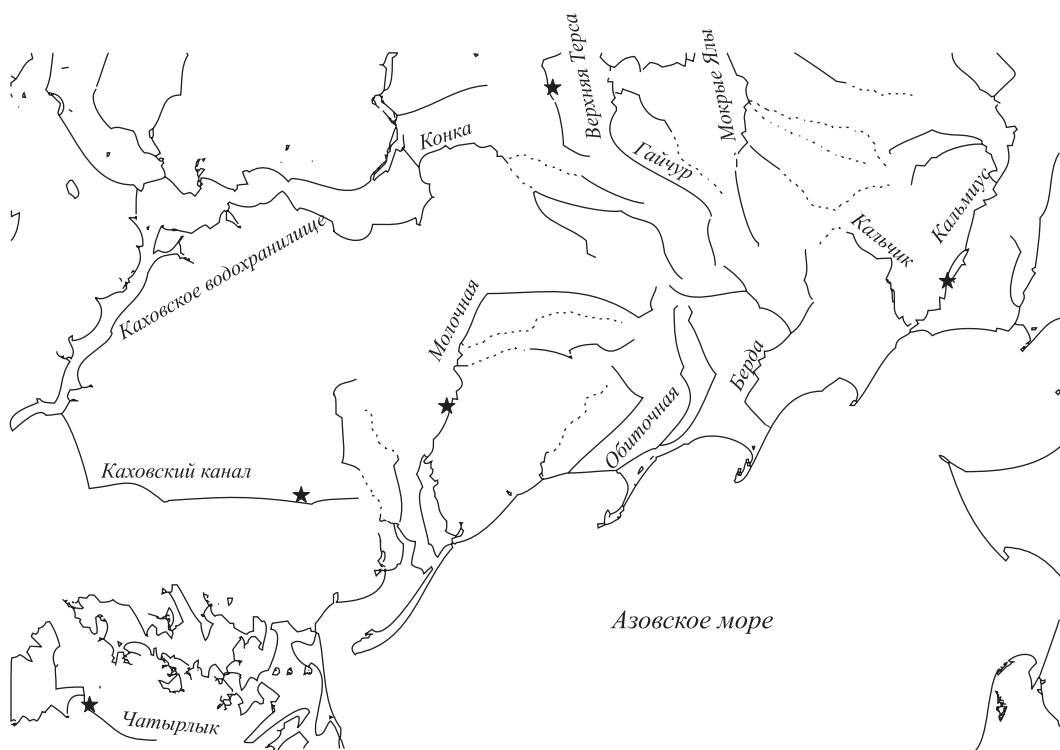 Верхняя Терса
Мокрые Ялы
Конка
Гайчур
Кальмиус
Кальчик
Каховское водохранилище
Молочная
Берда
Обиточная
Каховский канал
Азовское море
Чатырлык